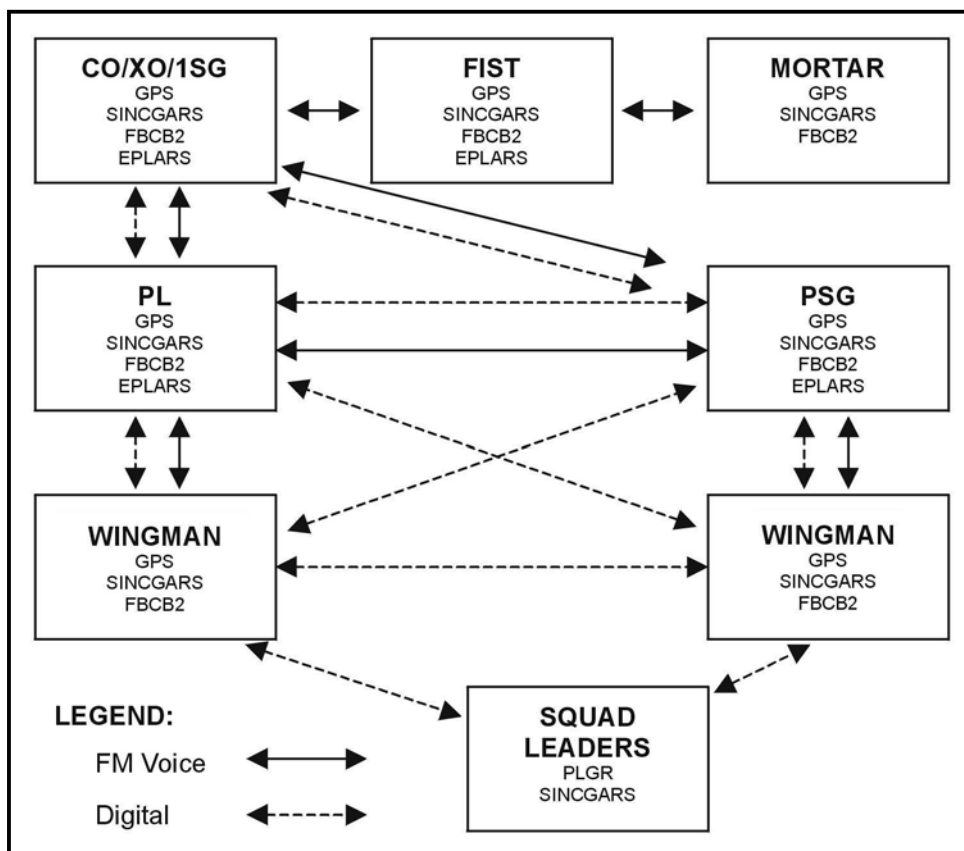 CO/XO/1SG
GPS
SINCGARS
FBCB2
EPLARS
FIST
GPS
SINCGARS
FBCB2
EPLARS
MORTAR
GPS
SINCGARS
FBCB2
PL
GPS
SINCGARS
FBCB2
EPLARS
PSG
GPS
SINCGARS
FBCB2
EPLARS
WINGMAN
GPS
SINCGARS
FBCB2
WINGMAN
GPS
SINCGARS
FBCB2
SQUAD
LEADERS
PLGR
SINCGARS
LEGEND:
FM Voice
Digital